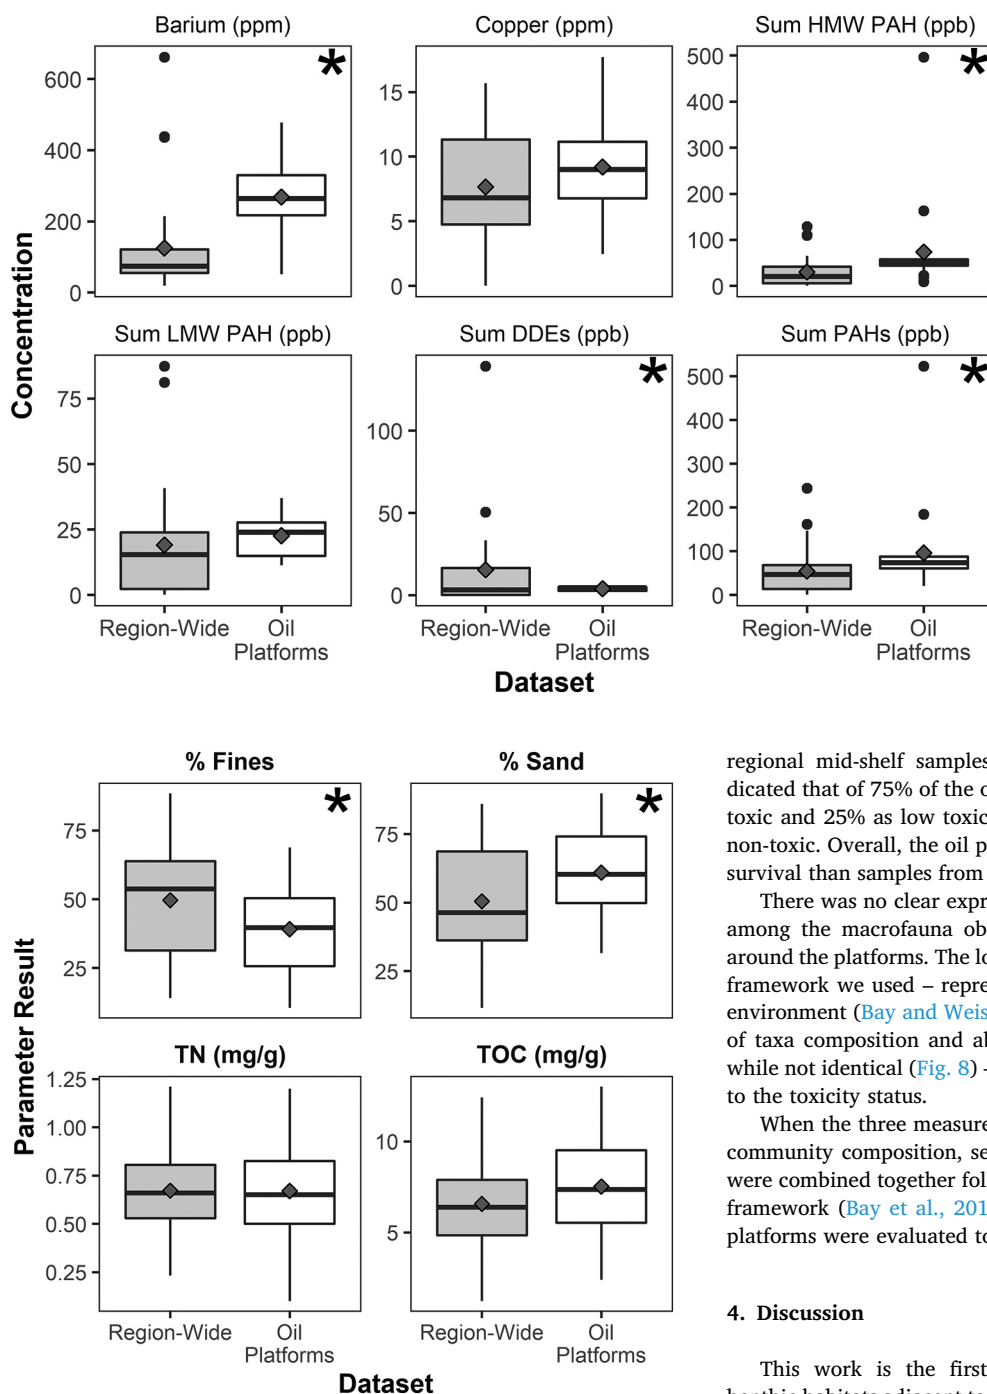 Barium (ppm)
Copper (ppm)
Sum HMW PAH (ppb)
600
400
200
0
*
15
10
5
0
500
400
300
200
100
0
*
Concentration
Sum LMW PAH (ppb)
Sum DDEs (ppb)
Sum PAHs (ppb)
75
50
25
0
100
50
0
*
500
400
300
200
100
0
*
Region-Wide
Oil
Platforms
Region-Wide
Oil
Platforms
Region-Wide
Oil
Platforms
Dataset
% Fines
% Sand
75
50
25
*
75
50
25
*
Parameter Result
TN (mg/g)
TOC (mg/g)
1.25
1.00
0.75
0.50
0.25
10
5
Region-Wide
Oil
Platforms
Region-Wide
Oil
Platforms
Dataset
regional mid-shelf samples
dicated that of 75% of the o
toxic and 25% as low toxic
non-toxic. Overall, the oil p
survival than samples from
There was no clear expr
among the macrofauna ob
around the platforms. The lo
framework we used – repre
environment (Bay and Weis
of taxa composition and al
while not identical (Fig. 8) –
to the toxicity status.
When the three measure
community composition, se
were combined together fol
framework (Bay et al., 201
platforms were evaluated to
4. Discussion
This work is the first